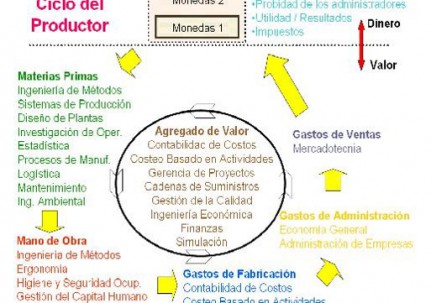 Ciclo del
Productor
Monedas 2
Monedas 1
•Probidad de los administradores
•Utilidad / Resultados
•Impuestos
Dinero
Valor
Materias Primas
Ingeniería de Métodos
Sistemas de Producción
Diseño de Plantas
Investigación de Oper.
Estadística
Procesos de Manuf.
Logística
Mantenimiento
Ing. Ambiental
Agregado de Valor
Contabilidac de Costos
Costeo Basado en Actividades
Gerencia de Proyectos
Cadenas de Suministros
Gestión de la Calidad
Ingeniería Económica
Finanzas
Simulación
Gastos de Ventas
Mercadotecnia
Gastos de Administración
Economía General
Administración de Empresas
Mano de Obra
Ingeniería de Métodos
Ergonomia
Higiene y Seguridad Ocup.
Gestión del Capital Humano
Gastos de Fabricación
Contabilidad de Costos
Costeo Basado en Actividades